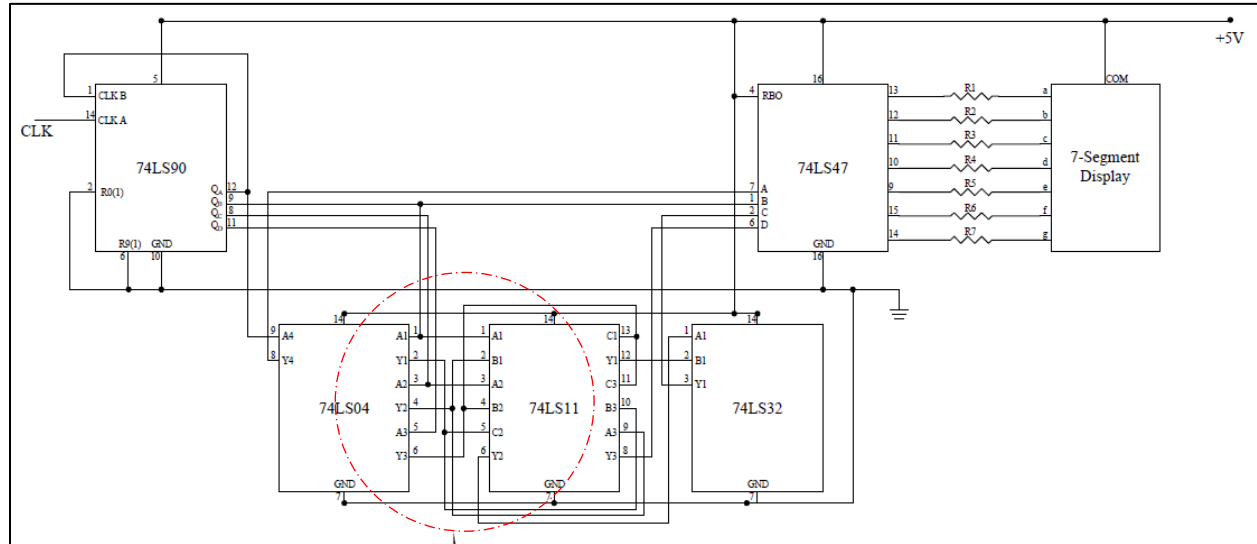 +5V
COM
5
16
1 CLK B
14 CLK A
CLK
74LS90
2 R0(1)
QA 12
QB 9
QC 8
QD 11
R9(1) GND
6 10
4 RBO
74LS47
7 A
1 B
2 C
6 D
GND
16
13 R1 a
12 R2 b
11 R3 c
10 R4 d
9 R5 e
15 R6 f
14 R7 g
7-Segment
Display
14
9 A4
8 Y4
74LS04
A1 1
Y1 2
A2 3
Y2 4
A3 5
Y3 6
GND
7
14
1 A1
2 B1
3 A2
4 B2
5 C2
6 Y2
74LS11
C1 13
Y1 12
C3 11
B3 10
A3 9
Y3 8
GND
7
14
1 A1
2 B1
3 Y1
74LS32
GND
7